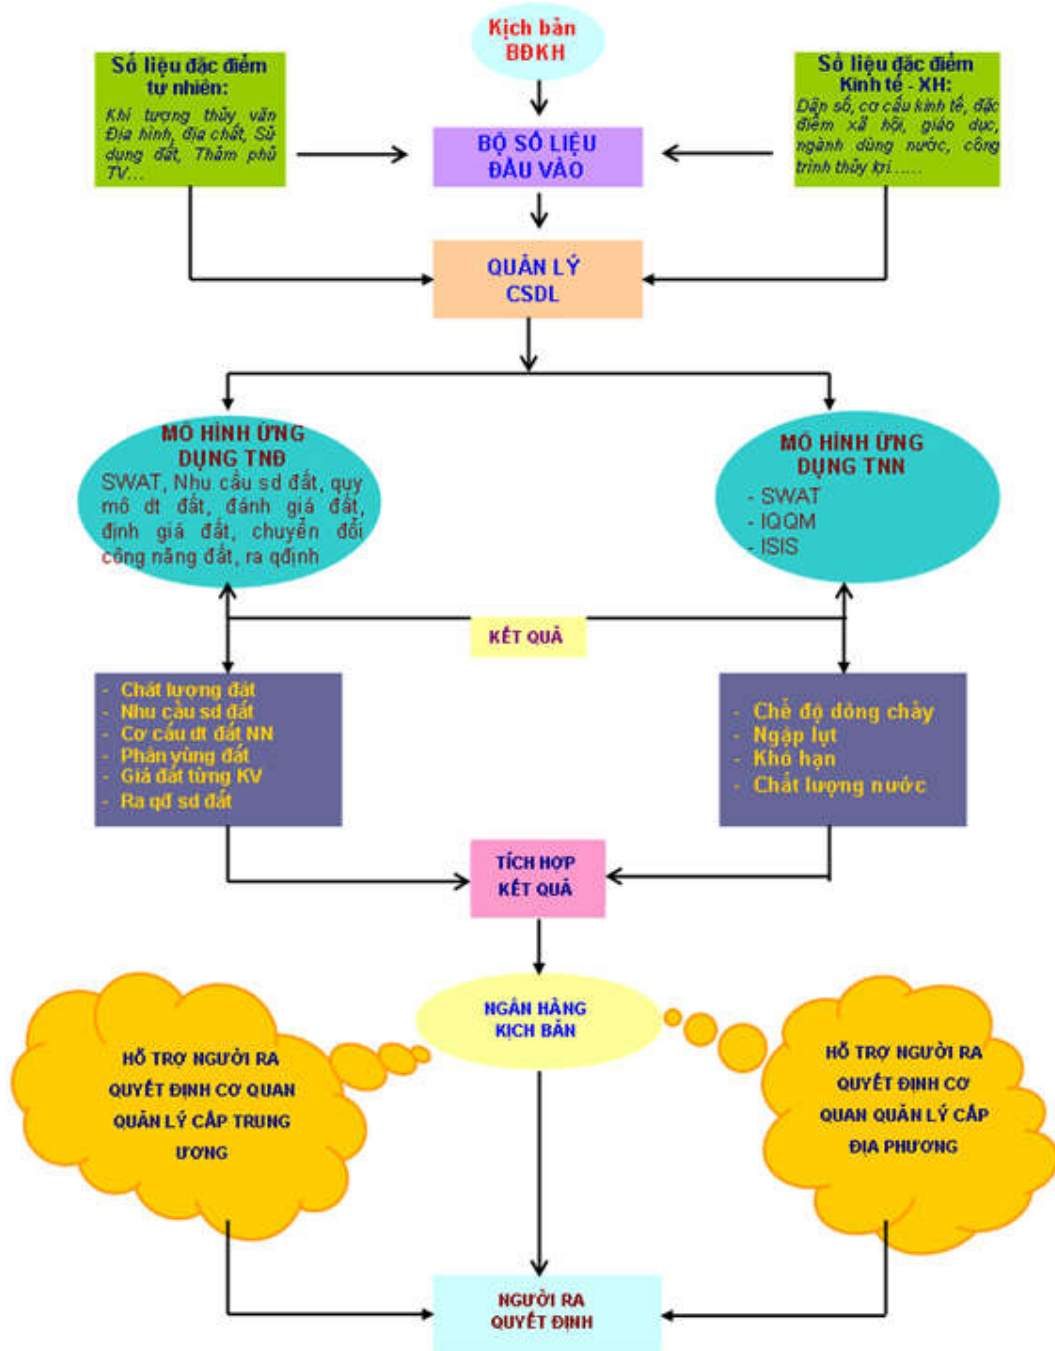 Kịch bản
BĐKH
Số liệu đặc điểm
tự nhiên:
Khí tượng thủy văn
Địa hình, địa chất, Sử
dụng đất, Thảm phủ
TV...
Số liệu đặc điểm
Kinh tế - XH:
Dân số, cơ cấu kinh tế, đặc
điểm xã hội, giáo dục,
ngành dùng nước, công
trình thủy lợi......
BỘ SỐ LIỆU
ĐẦU VÀO
QUẢN LÝ
CSDL
MÔ HÌNH ỨNG
DỤNG TNĐ
SWAT, Nhu cầu sd đất, quy
mô dt đất, đánh giá đất,
định giá đất, chuyển đổi
công năng đất, ra qđịnh
MÔ HÌNH ỨNG
DỤNG TNN
- SWAT
- IQQM
- ISIS
KẾT QUẢ
- Chất lượng đất
- Nhu cầu sd đất
- Cơ cấu dt đất NN
- Phân vùng đất
- Giá đất từng KV
- Ra qđ sd đất
- Chế độ dòng chảy
- Ngập lụt
- Khô hạn
- Chất lượng nước
TÍCH HỢP
KẾT QUẢ
NGÂN HÀNG
KỊCH BẢN
HỖ TRỢ NGƯỜI RA
QUYẾT ĐỊNH CƠ QUAN
QUẢN LÝ CẤP TRUNG
ƯƠNG
HỖ TRỢ NGƯỜI RA
QUYẾT ĐỊNH CƠ
QUAN QUẢN LÝ CẤP
ĐỊA PHƯƠNG
NGƯỜI RA
QUYẾT ĐỊNH